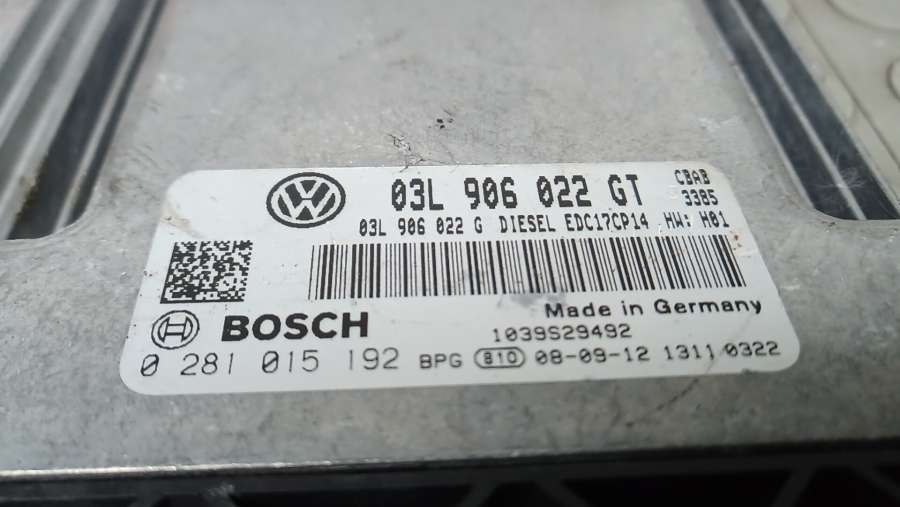 03L 906 022 GT CBAB
3385
03L 906 022 G DIESEL EDC17CP14 HW: H01
Made in Germany
BOSCH 1039S29492
0 281 015 192 BPG 810 08-09-12 1311 0322